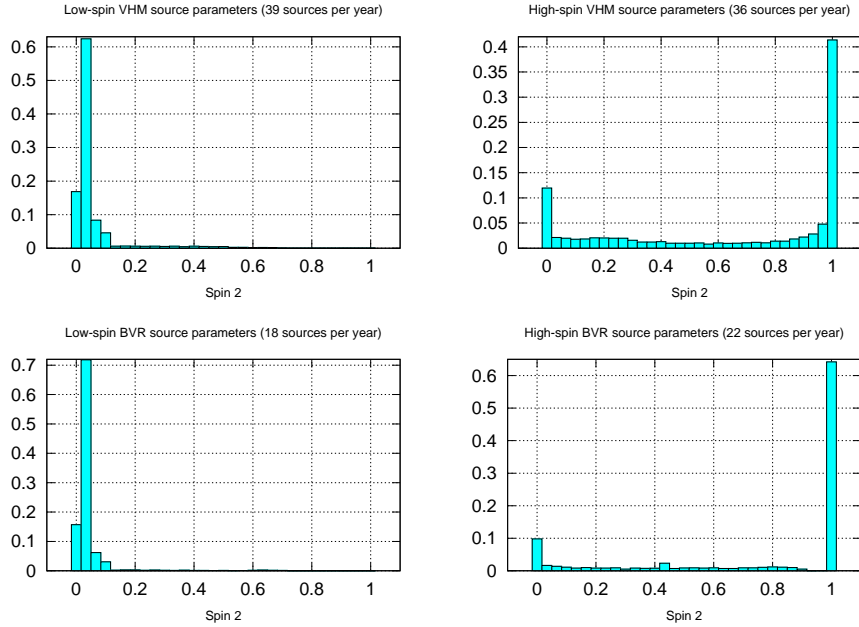 Low-spin VHM source parameters (39 sources per year)
0.6
0.5
0.4
0.3
0.2
0.1
0
0 0.2 0.4 0.6 0.8 1
Spin 2
High-spin VHM source parameters (36 sources per year)
0.4
0.35
0.3
0.25
0.2
0.15
0.1
0.05
0
0 0.2 0.4 0.6 0.8 1
Spin 2
Low-spin BVR source parameters (18 sources per year)
0.7
0.6
0.5
0.4
0.3
0.2
0.1
0
0 0.2 0.4 0.6 0.8 1
Spin 2
High-spin BVR source parameters (22 sources per year)
0.6
0.5
0.4
0.3
0.2
0.1
0
0 0.2 0.4 0.6 0.8 1
Spin 2